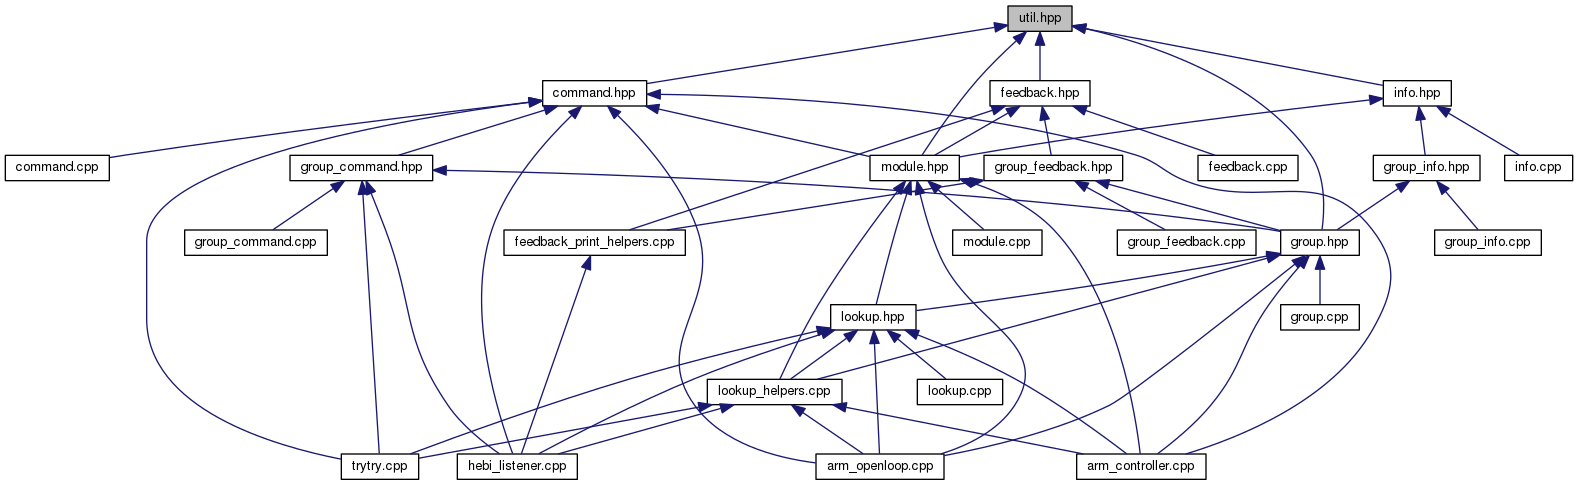 util.hpp
command.hpp
feedback.hpp
info.hpp
command.cpp
group_command.hpp
module.hpp
group_feedback.hpp
feedback.cpp
group_info.hpp
info.cpp
group_command.cpp
feedback_print_helpers.cpp
module.cpp
group_feedback.cpp
group.hpp
group_info.cpp
lookup.hpp
group.cpp
lookup_helpers.cpp
lookup.cpp
trytry.cpp
hebi_listener.cpp
arm_openloop.cpp
arm_controller.cpp